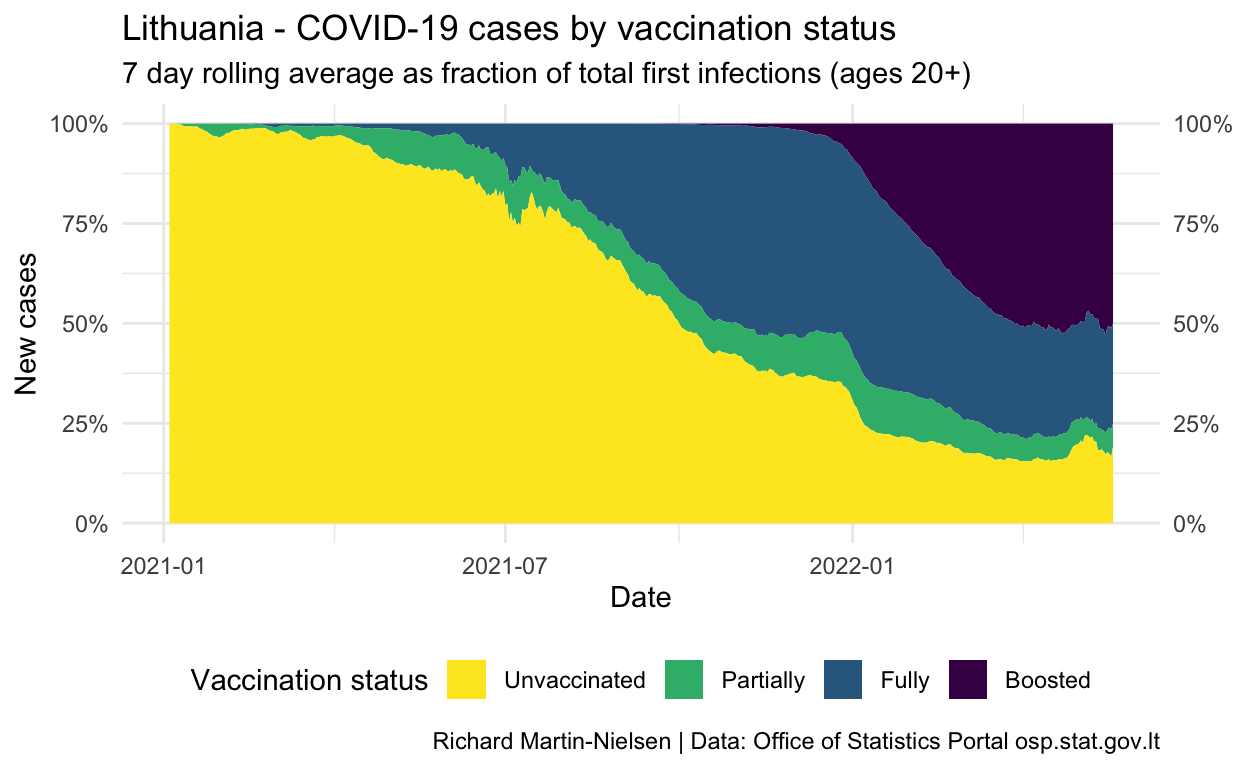 Lithuania - COVID-19 cases by vaccination status
7 day rolling average as fraction of total first infections (ages 20+)
100% 100%
75% 75%
50% 50%
25% 25%
0% 0%
New cases
2021-01 2021-07 2022-01
Date
Vaccination status Unvaccinated Partially Fully Boosted
Richard Martin-Nielsen | Data: Office of Statistics Portal osp.stat.gov.lt